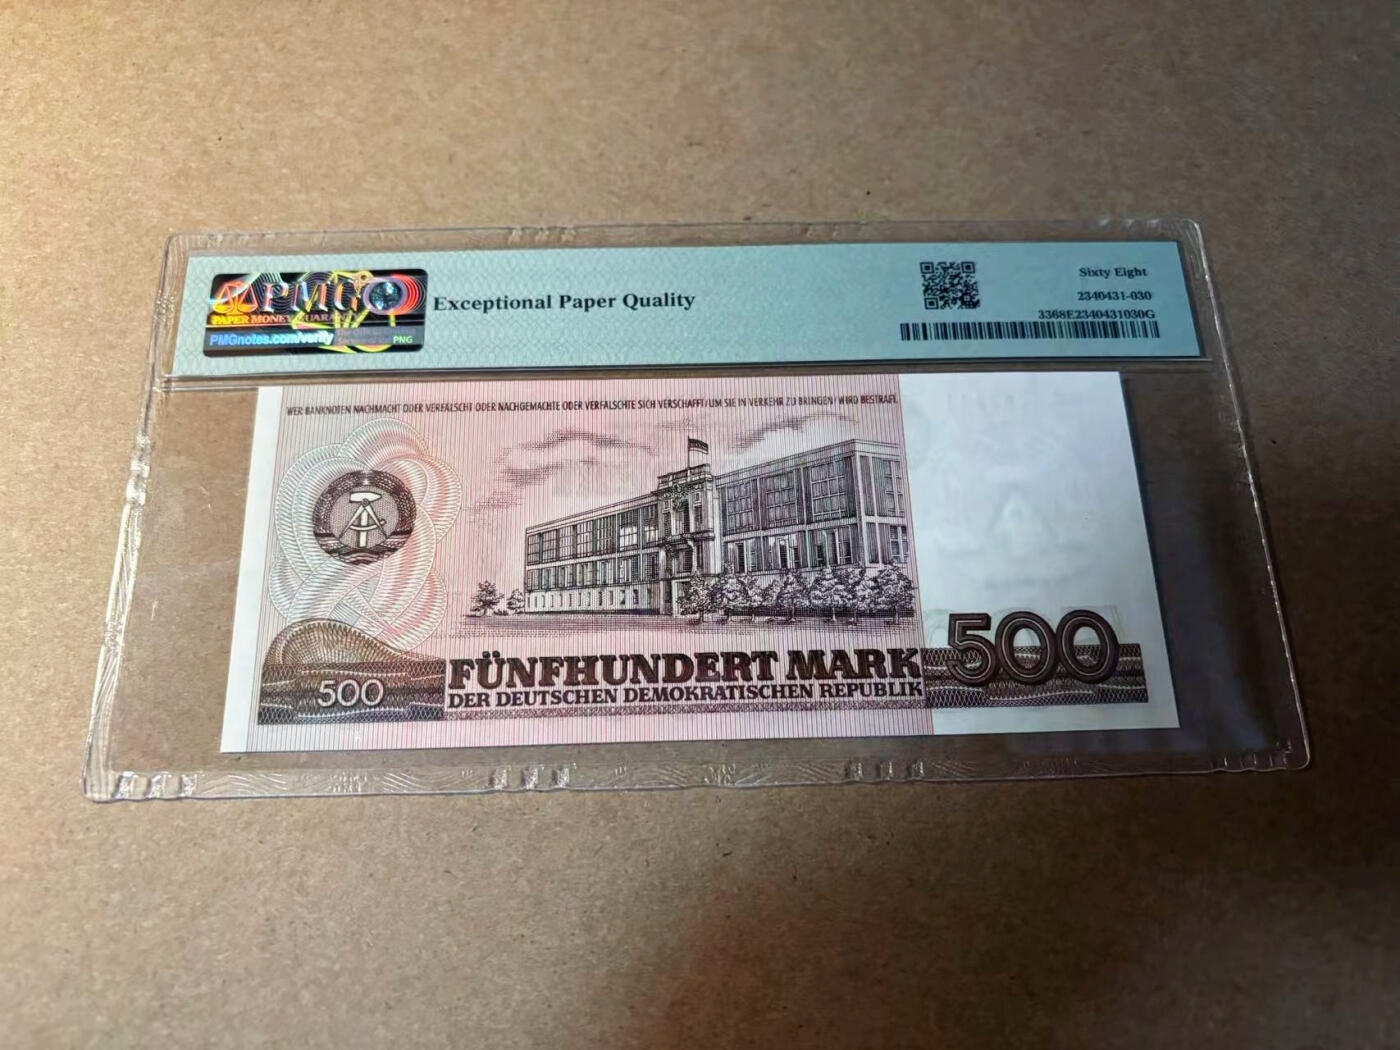 PMG
PAPER MONEY GUARANTY
PMGnotes.com/verify
PNG
Exceptional Paper Quality
Sixty Eight
2340431-030
3368E2340431030G
WER BANKNOTEN NACHMACHT ODER VERFÄLSCHT ODER NACHGEMACHTE ODER VERFÄLSCHTE SICH VERSCHAFFT/UM SIE IN VERKEHR ZU BRINGEN/WIRD BESTRAFT.
500
FÜNFHUNDERT MARK
DER DEUTSCHEN DEMOKRATISCHEN REPUBLIK
500